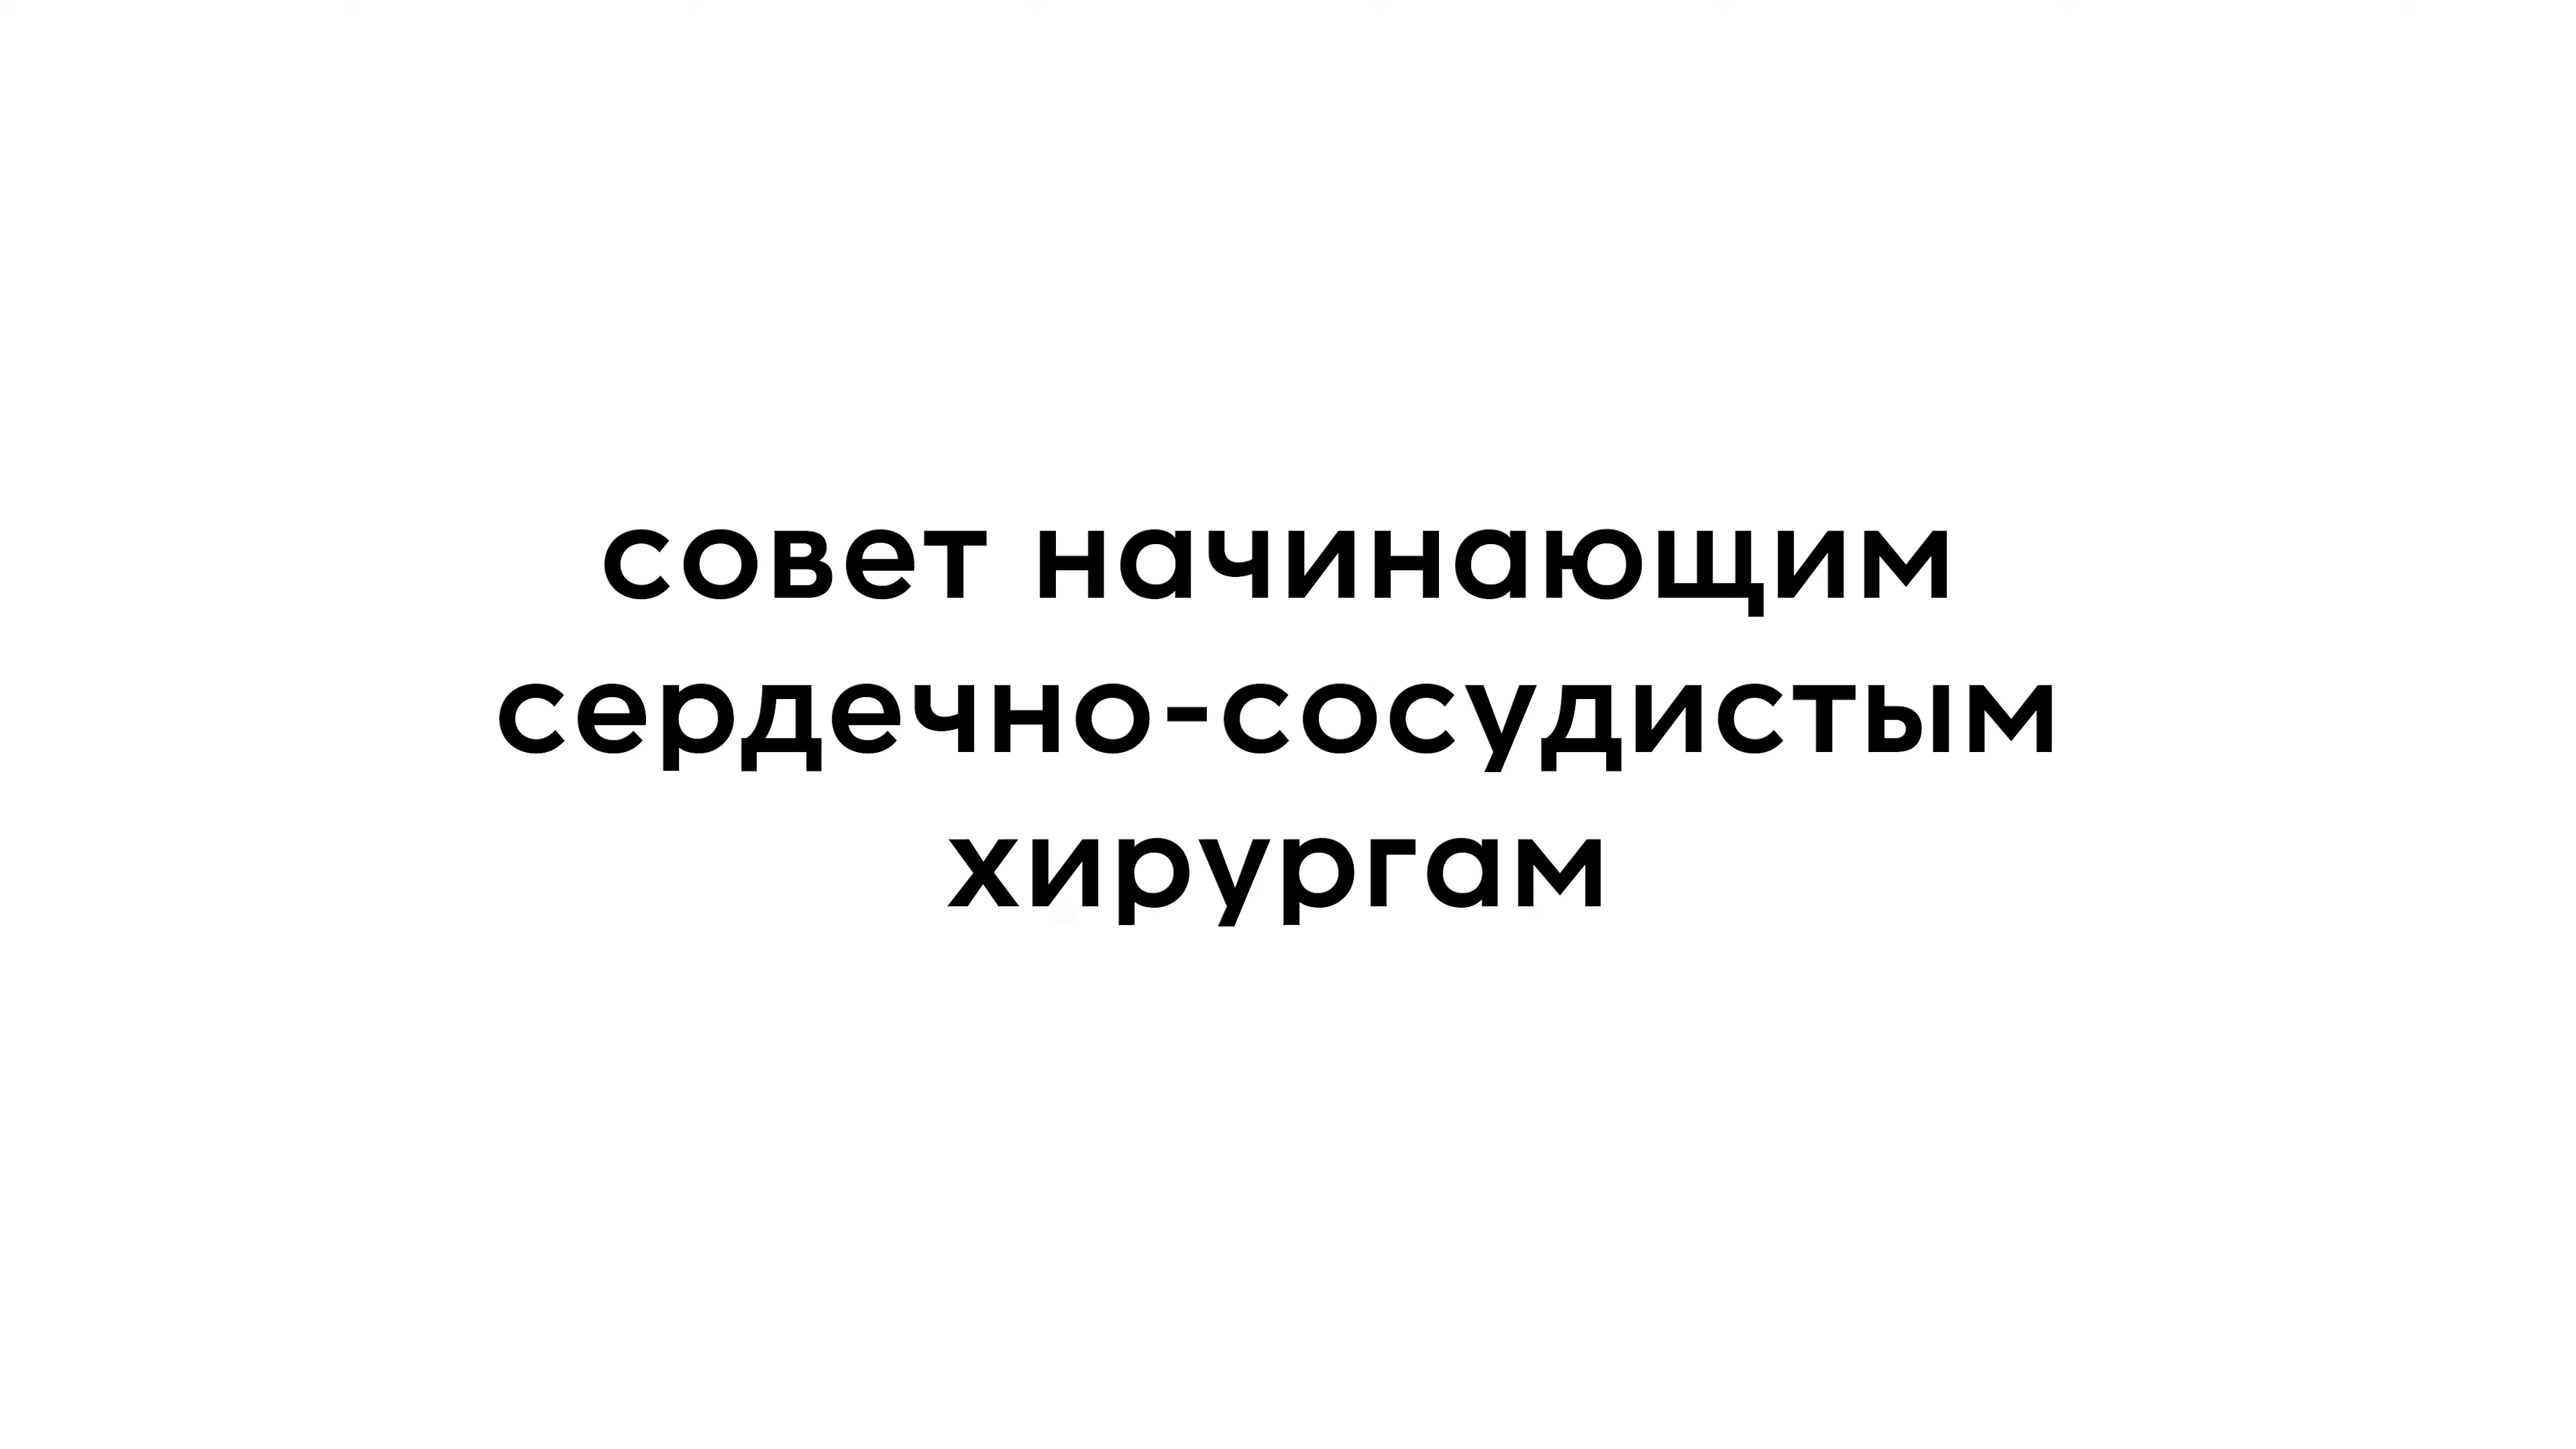 совет начинающим
сердечно-сосудистым
хирургам